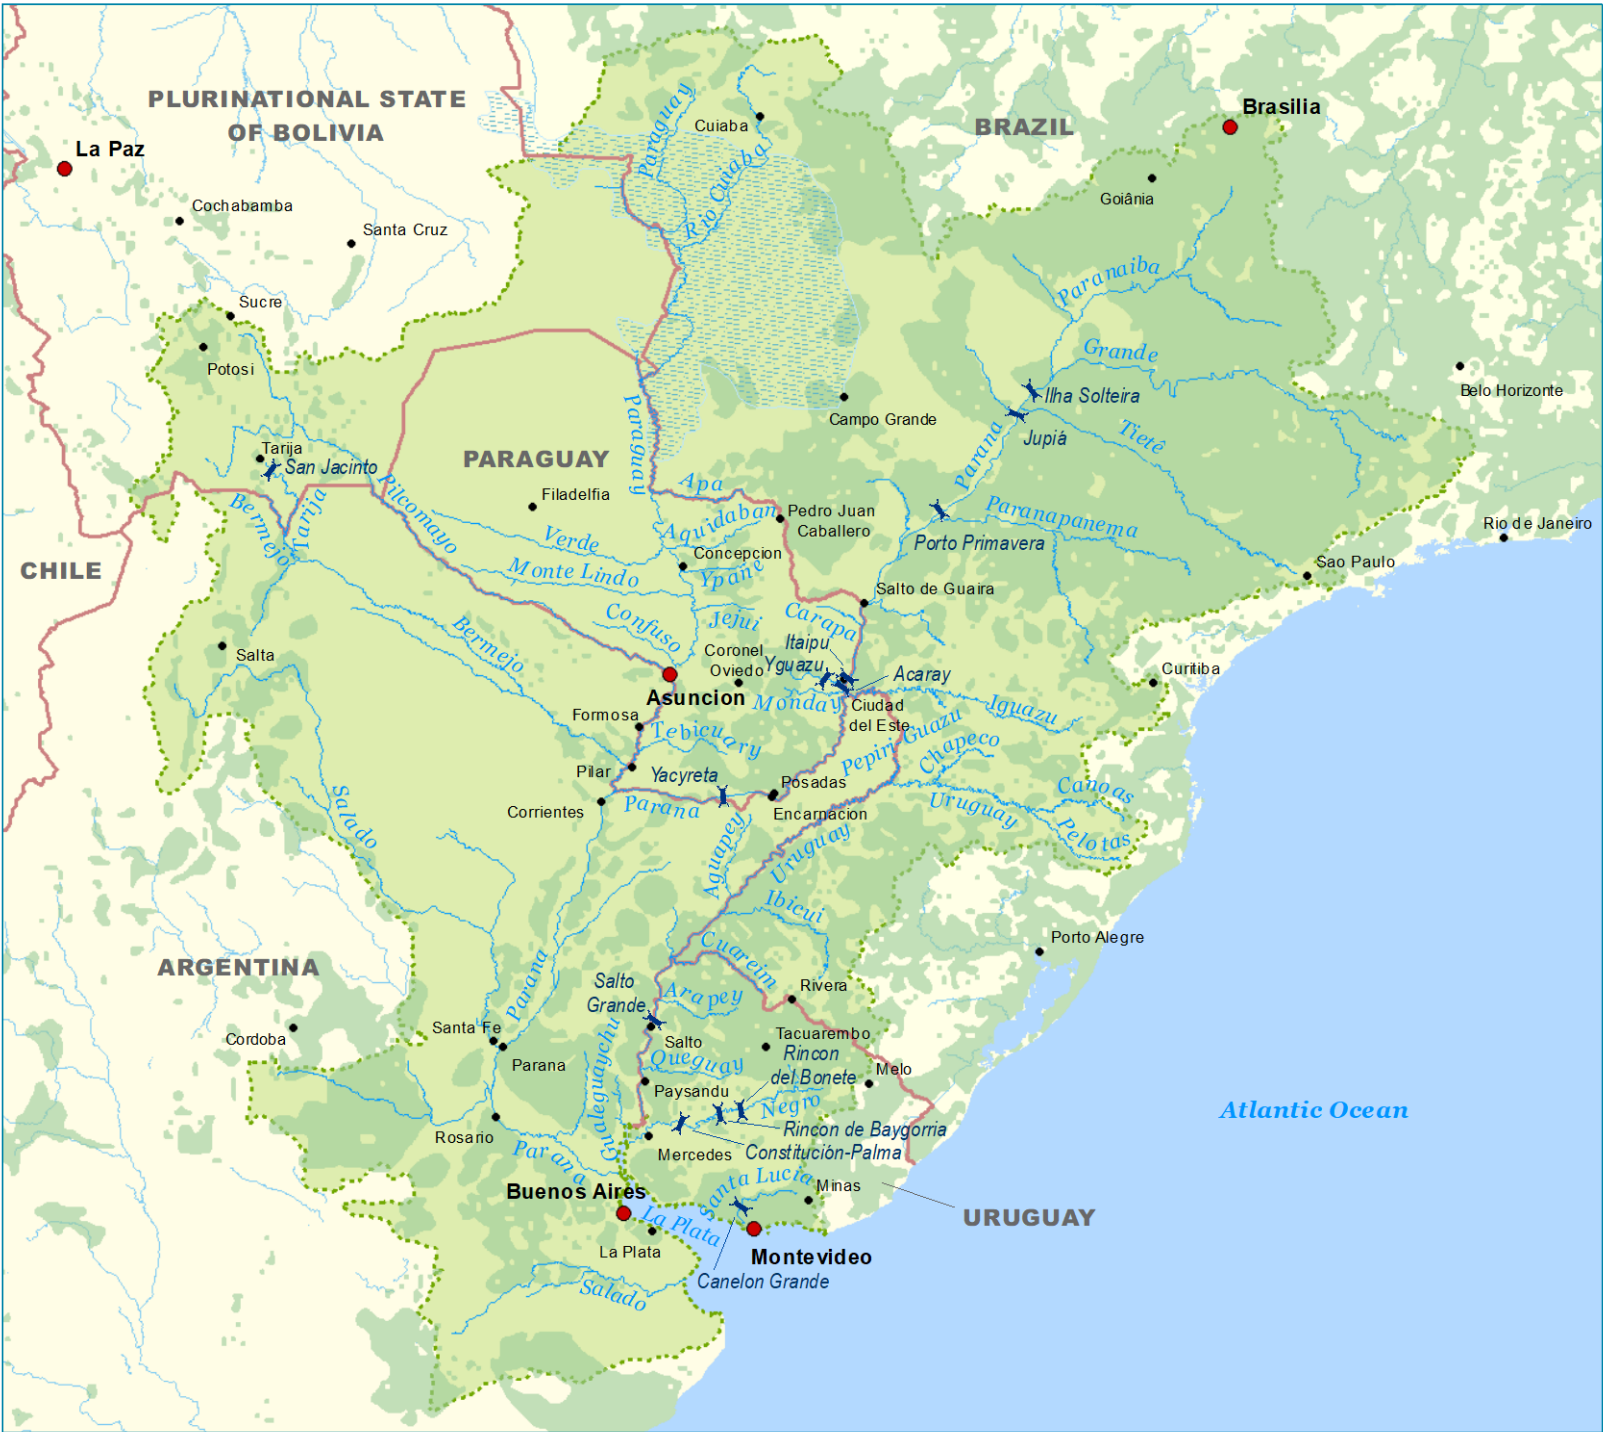 PLURINATIONAL STATE
OF BOLIVIA
La Paz
Cochabamba
Santa Cruz
Sucre
Potosi
Paraguay
Cuiaba
Rio Cuiaba
BRAZIL
Brasilia
Goiânia
Paranaiba
Grande
Ilha Solteira
Belo Horizonte
Campo Grande
Jupiá
Tietê
Parana
Paraguay
PARAGUAY
Tarija
San Jacinto
Filadelfia
Apa
Pedro Juan
Caballero
Aquidaban
Concepcion
Ypane
Porto Primavera
Paranapanema
Rio de Janeiro
Sao Paulo
Bermejo
Tarija
Pilcomayo
Verde
Monte Lindo
CHILE
Confuso
Jejui
Salto de Guaira
Carapa
Itaipu
Yguazu
Acaray
Coronel
Oviedo
Curitiba
Salta
Bermejo
Asuncion
Monday
Ciudad
del Este
Iguazu
Formosa
Tebicuary
Pepiri Guazu
Chapeco
Pilar
Yacyreta
Posadas
Encarnacion
Canoas
Uruguay
Pelotas
Corrientes
Parana
Salado
Aguapey
Uruguay
Ibicui
Cuareim
Porto Alegre
ARGENTINA
Parana
Salto
Grande
Arapey
Rivera
Cordoba
Santa Fe
Parana
Salto
Tacuarembo
Gualeguaychu
Queguay
Rincon
del Bonete
Melo
Paysandu
Negro
Rincon de Baygorria
Constitución-Palma
Mercedes
Rosario
Parana
Atlantic Ocean
Santa Lucia
Minas
URUGUAY
Buenos Aires
La Plata
La Plata
Montevideo
Canelon Grande
Salado